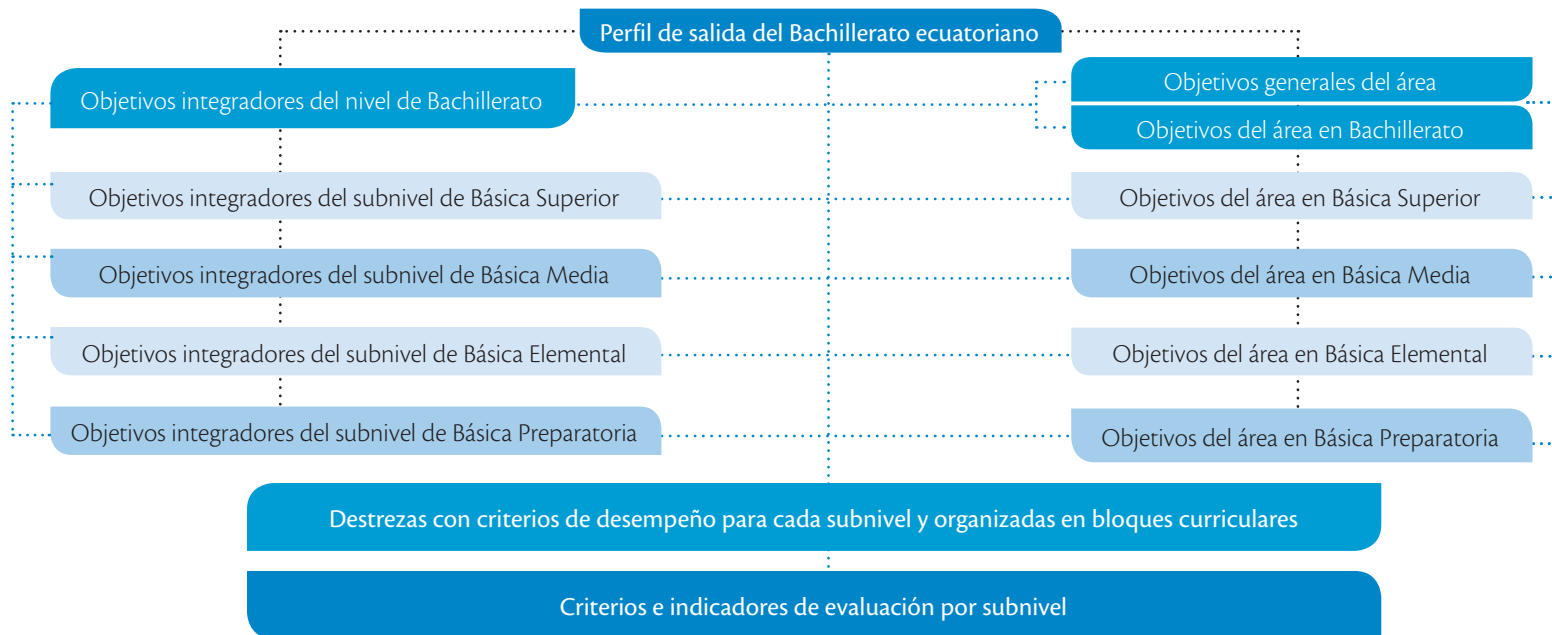 Perfil de salida del Bachillerato ecuatoriano
Objetivos integradores del nivel de Bachillerato
Objetivos generales del área
Objetivos del área en Bachillerato
Objetivos integradores del subnivel de Básica Superior
Objetivos del área en Básica Superior
Objetivos integradores del subnivel de Básica Media
Objetivos del área en Básica Media
Objetivos integradores del subnivel de Básica Elemental
Objetivos del área en Básica Elemental
Objetivos integradores del subnivel de Básica Preparatoria
Objetivos del área en Básica Preparatoria
Destrezas con criterios de desempeño para cada subnivel y organizadas en bloques curriculares
Criterios e indicadores de evaluación por subnivel